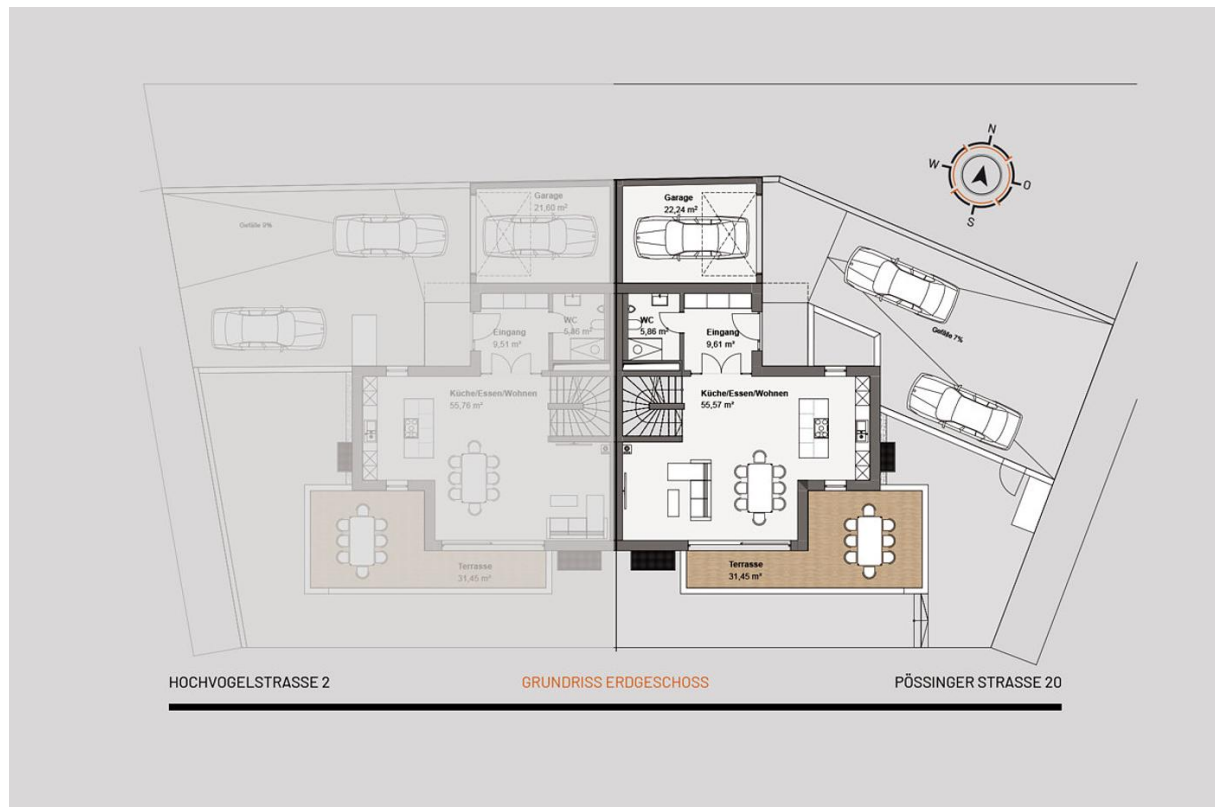 N
W
O
S
Garage
21,60 m²
Garage
22,24 m²
Gefälle 9%
WC
5,86 m²
WC
5,86 m²
Eingang
9,51 m²
Eingang
9,61 m²
Gefälle 7%
Küche/Essen/Wohnen
55,76 m²
Küche/Essen/Wohnen
55,57 m²
Terrasse
31,45 m²
Terrasse
31,45 m²
HOCHVOGELSTRASSE 2
GRUNDRISS ERDGESCHOSS
PÖSSINGER STRASSE 20